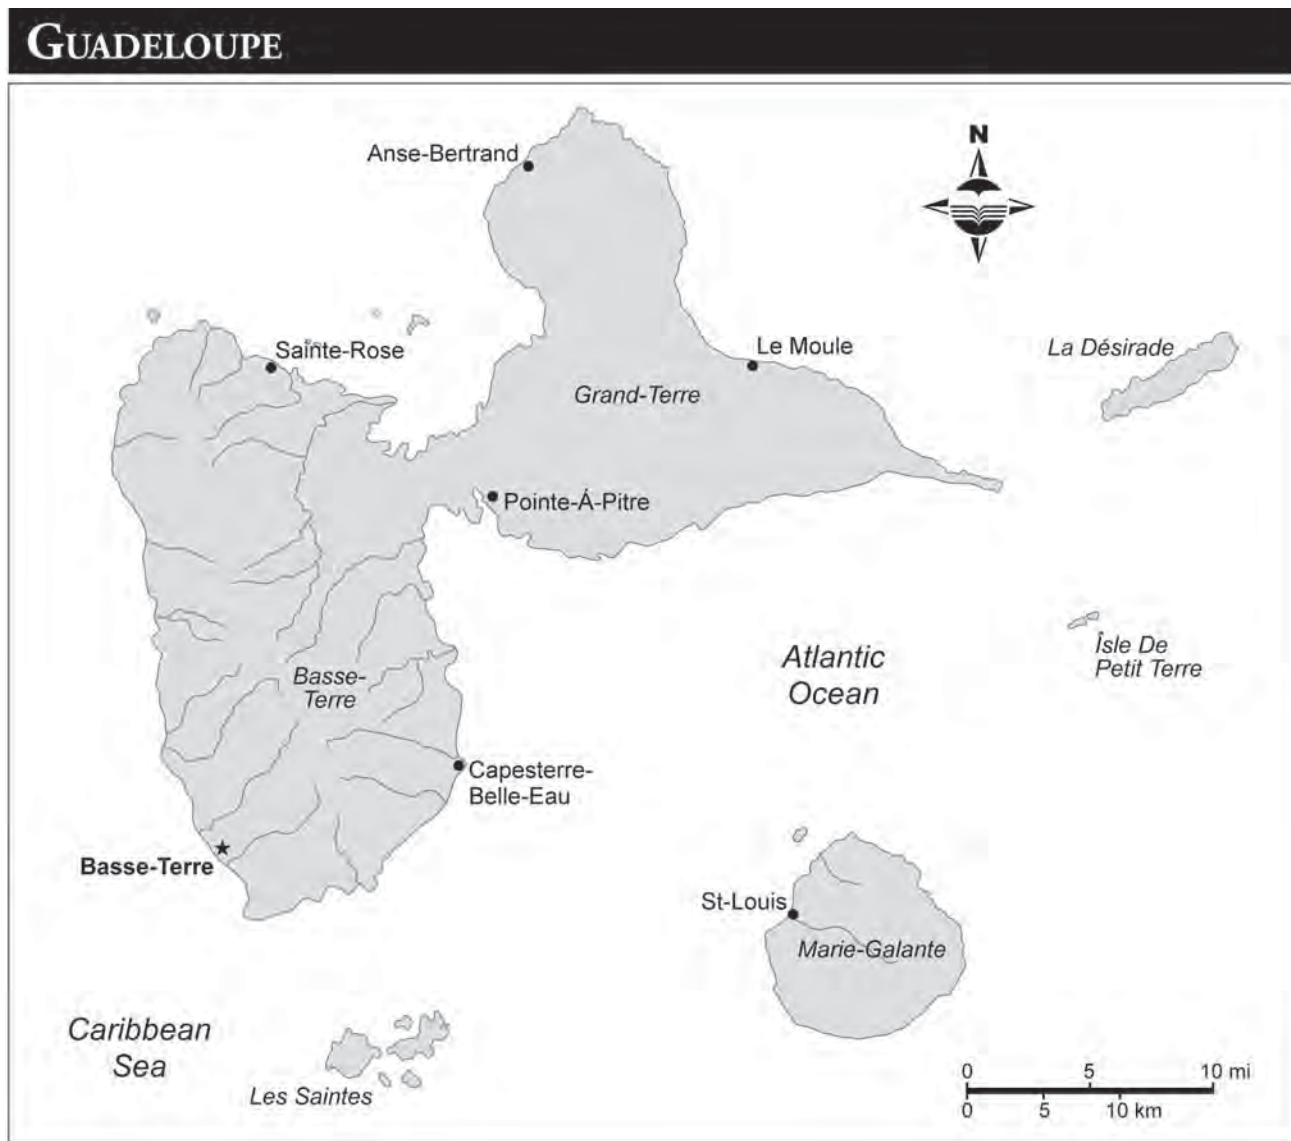 GUADELOUPE
N
Anse-Bertrand
Sainte-Rose
Le Moule
La Désirade
Grand-Terre
Pointe-Á-Pitre
Basse-
Terre
Atlantic
Ocean
Îsle De
Petit Terre
Capesterre-
Belle-Eau
Basse-Terre
St-Louis
Marie-Galante
Caribbean
Sea
Les Saintes
0 5 10 mi
0 5 10 km